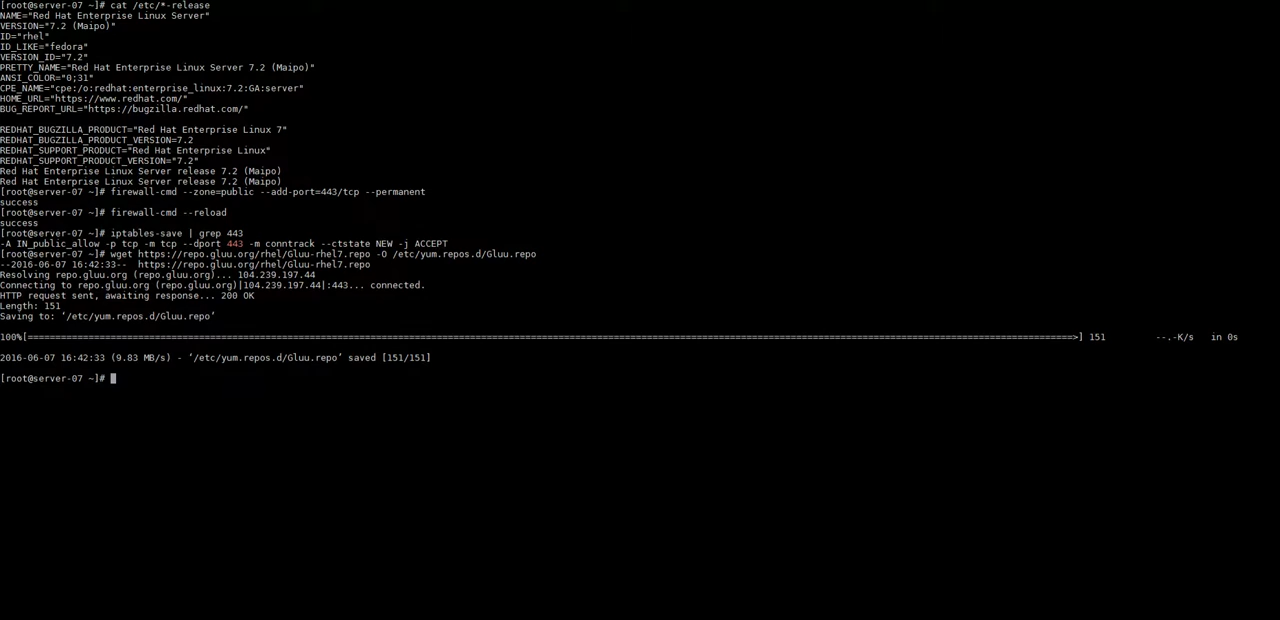 [root@server-07 ~]# cat /etc/*-release
NAME="Red Hat Enterprise Linux Server"
VERSION="7.2 (Maipo)"
ID="rhel"
ID_LIKE="fedora"
VERSION_ID="7.2"
PRETTY_NAME="Red Hat Enterprise Linux Server 7.2 (Maipo)"
ANSI_COLOR="0;31"
CPE_NAME="cpe:/o:redhat:enterprise_linux:7.2:GA:server"
HOME_URL="https://www.redhat.com/"
BUG_REPORT_URL="https://bugzilla.redhat.com/"
REDHAT_BUGZILLA_PRODUCT="Red Hat Enterprise Linux 7"
REDHAT_BUGZILLA_PRODUCT_VERSION=7.2
REDHAT_SUPPORT_PRODUCT="Red Hat Enterprise Linux"
REDHAT_SUPPORT_PRODUCT_VERSION="7.2"
Red Hat Enterprise Linux Server release 7.2 (Maipo)
Red Hat Enterprise Linux Server release 7.2 (Maipo)
[root@server-07 ~]# firewall-cmd --zone=public --add-port=443/tcp --permanent
success
[root@server-07 ~]# firewall-cmd --reload
success
[root@server-07 ~]# iptables-save | grep 443
-A IN_public_allow -p tcp -m tcp --dport 443 -m conntrack --ctstate NEW -j ACCEPT
[root@server-07 ~]# wget https://repo.gluu.org/rhel/Gluu-rhel7.repo -O /etc/yum.repos.d/Gluu.repo
--2016-06-07 16:42:33--  https://repo.gluu.org/rhel/Gluu-rhel7.repo
Resolving repo.gluu.org (repo.gluu.org)... 104.239.197.44
Connecting to repo.gluu.org (repo.gluu.org)|104.239.197.44|:443... connected.
HTTP request sent, awaiting response... 200 OK
Length: 151
Saving to: ‘/etc/yum.repos.d/Gluu.repo’
100%[=====================================================================================================================================================================================>] 151 --.-K/s in 0s
2016-06-07 16:42:33 (9.83 MB/s) - ‘/etc/yum.repos.d/Gluu.repo’ saved [151/151]
[root@server-07 ~]#